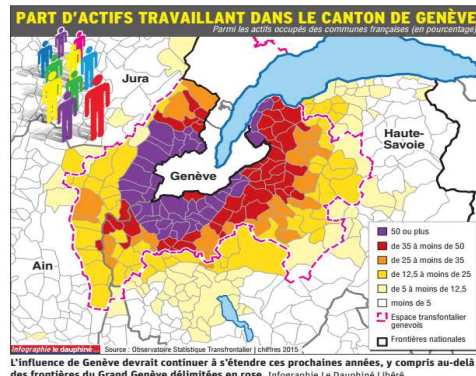 PART D'ACTIFS TRAVAILLANT DANS LE CANTON DE GENÈVE
Parmi les actifs occupés des communes françaises (en pourcentage)
Jura
Haute-
Savoie
Genève
Ain
50 ou plus
de 35 à moins de 50
de 25 à moins de 35
de 12,5 à moins de 25
de 5 à moins de 12,5
moins de 5
Espace transfontalier
genevois
Frontières nationales
Infographie le dauphiné
Source : Observatoire Statistique Transfontalier | chiffres 2015
L'influence de Genève devrait continuer à s'étendre ces prochaines années, y compris au-delà
des frontières du Grand Genève délimitées en rose. Infographie Le Dauphiné Libéré